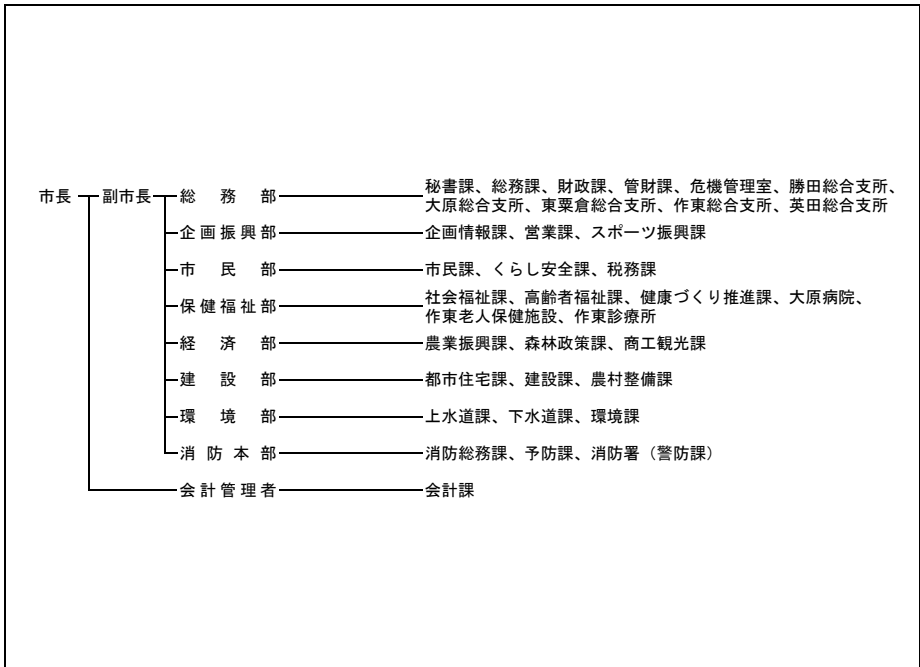 市長 副市長 総務部 秘書課、総務課、財政課、管財課、危機管理室、勝田総合支所、
大原総合支所、東粟倉総合支所、作東総合支所、英田総合支所
企画振興部 企画情報課、営業課、スポーツ振興課
市民部 市民課、くらし安全課、税務課
保健福祉部 社会福祉課、高齢者福祉課、健康づくり推進課、大原病院、
作東老人保健施設、作東診療所
経済部 農業振興課、森林政策課、商工観光課
建設部 都市住宅課、建設課、農村整備課
環境部 上水道課、下水道課、環境課
消防本部 消防総務課、予防課、消防署（警防課）
会計管理者 会計課